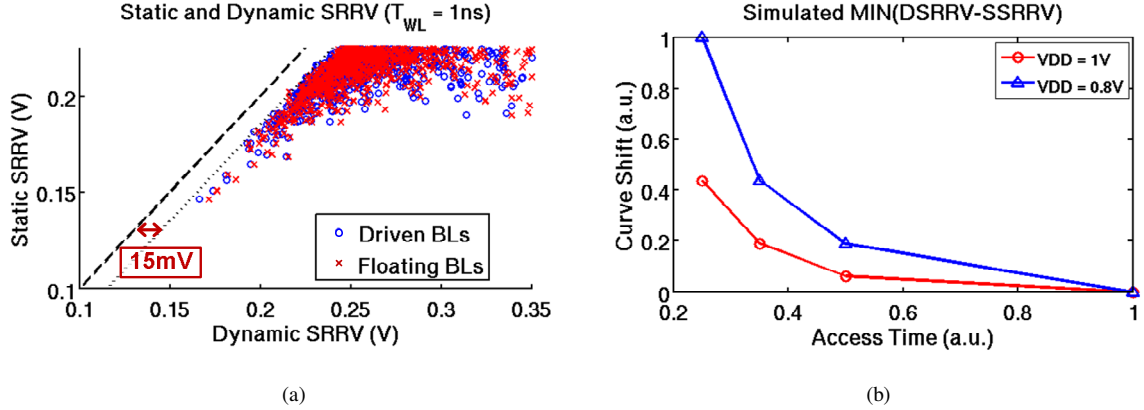 Static and Dynamic SRRV (T_WL = 1ns)
Static SRRV (V)
0.2
0.15
0.1
15mV
Driven BLs
Floating BLs
0.1 0.15 0.2 0.25 0.3 0.35
Dynamic SRRV (V)
(a)
Simulated MIN(DSRRV-SSRRV)
Curve Shift (a.u.)
1
0.8
0.6
0.4
0.2
0
VDD = 1V
VDD = 0.8V
0.2 0.4 0.6 0.8 1
Access Time (a.u.)
(b)